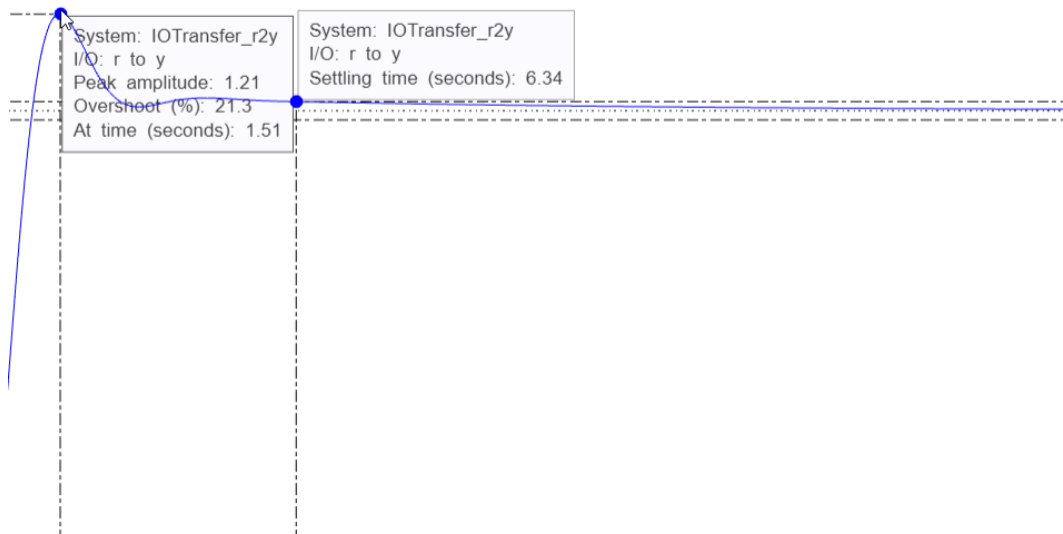 System: IOTransfer_r2y
I/O: r to y
Peak amplitude: 1.21
Overshoot (%): 21.3
At time (seconds): 1.51
System: IOTransfer_r2y
I/O: r to y
Settling time (seconds): 6.34